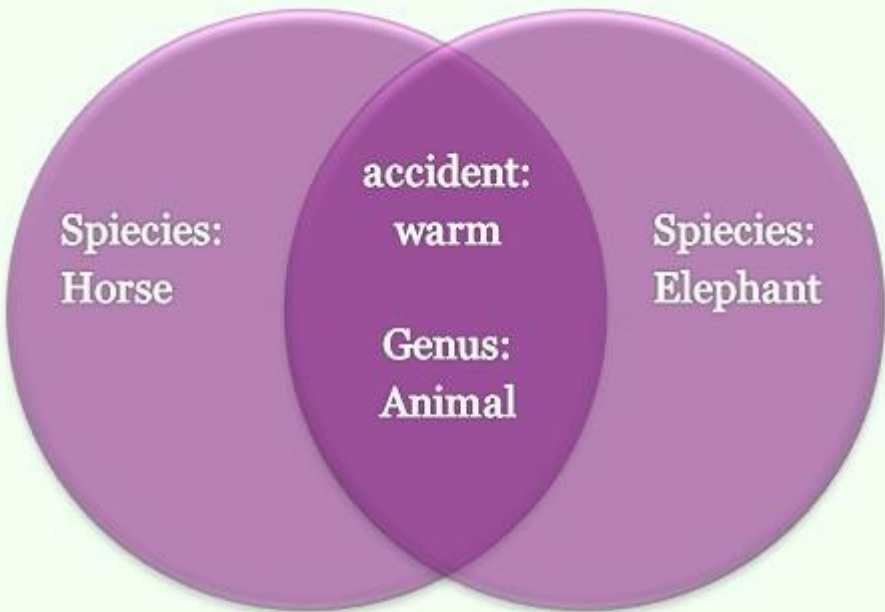 Spiecies:
Horse
accident:
warm
Genus:
Animal
Spiecies:
Elephant